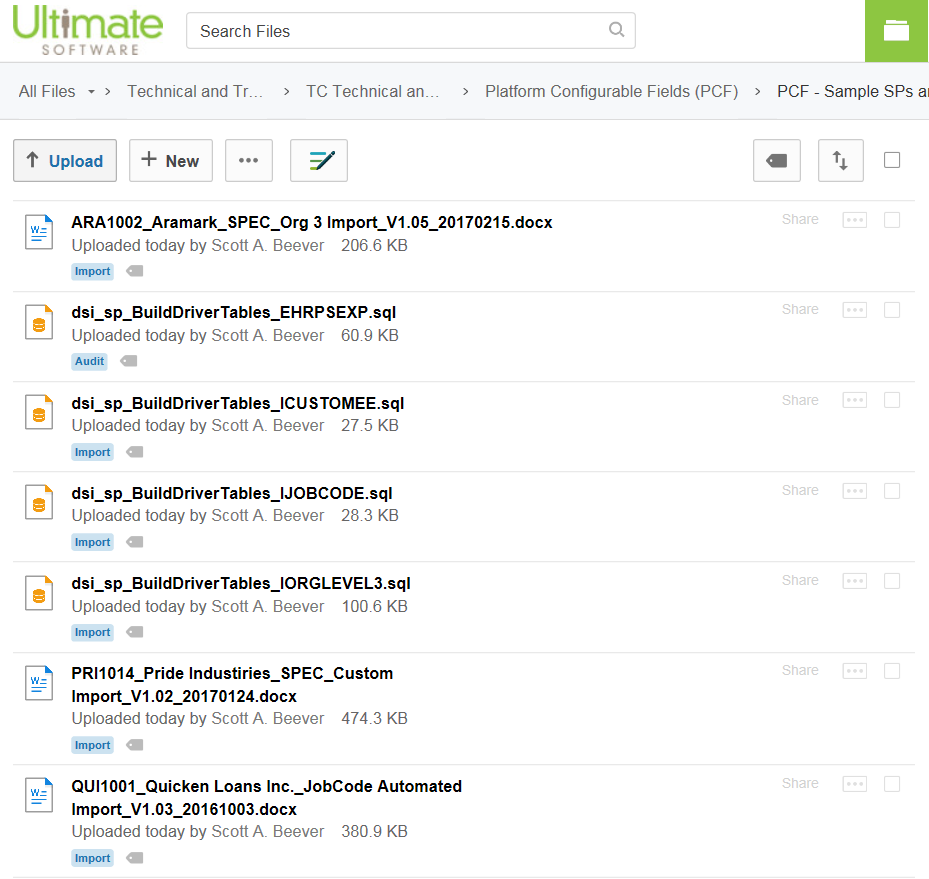 Ultimate
SOFTWARE
Search Files
All Files
Technical and Tr...
TC Technical an...
Platform Configurable Fields (PCF)
PCF - Sample SPs
Upload
New
ARA1002_Aramark_SPEC_Org 3 Import_V1.05_20170215.docx
Share
Uploaded today by Scott A. Beever 206.6 KB
Import
dsi_sp_BuildDriverTables_EHRPSEXP.sql
Share
Uploaded today by Scott A. Beever 60.9 KB
Audit
dsi_sp_BuildDriverTables_ICUSTOMEE.sql
Share
Uploaded today by Scott A. Beever 27.5 KB
Import
dsi_sp_BuildDriverTables_IJOBCODE.sql
Share
Uploaded today by Scott A. Beever 28.3 KB
Import
dsi_sp_BuildDriverTables_IORGLEVEL3.sql
Share
Uploaded today by Scott A. Beever 100.6 KB
Import
PRI1014_Pride Industiries_SPEC_Custom
Share
Import_V1.02_20170124.docx
Uploaded today by Scott A. Beever 474.3 KB
Import
QUI1001_Quicken Loans Inc._JobCode Automated
Share
Import_V1.03_20161003.docx
Uploaded today by Scott A. Beever 380.9 KB
Import